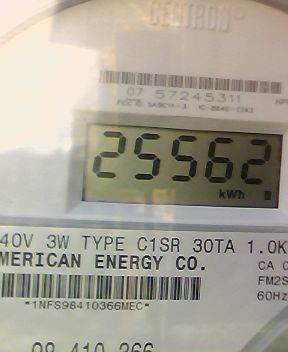 CENTRON®
07 57245311
25562
kWh
40V 3W TYPE C1SR 30TA 1.0K
MERICAN ENERGY CO.
CA 0
FM2S
60Hz
*1NFS98410366MEC*
98 410 366